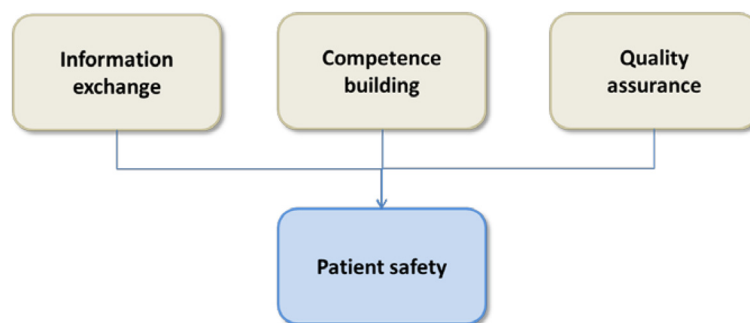 Information
exchange
Competence
building
Quality
assurance
Patient safety